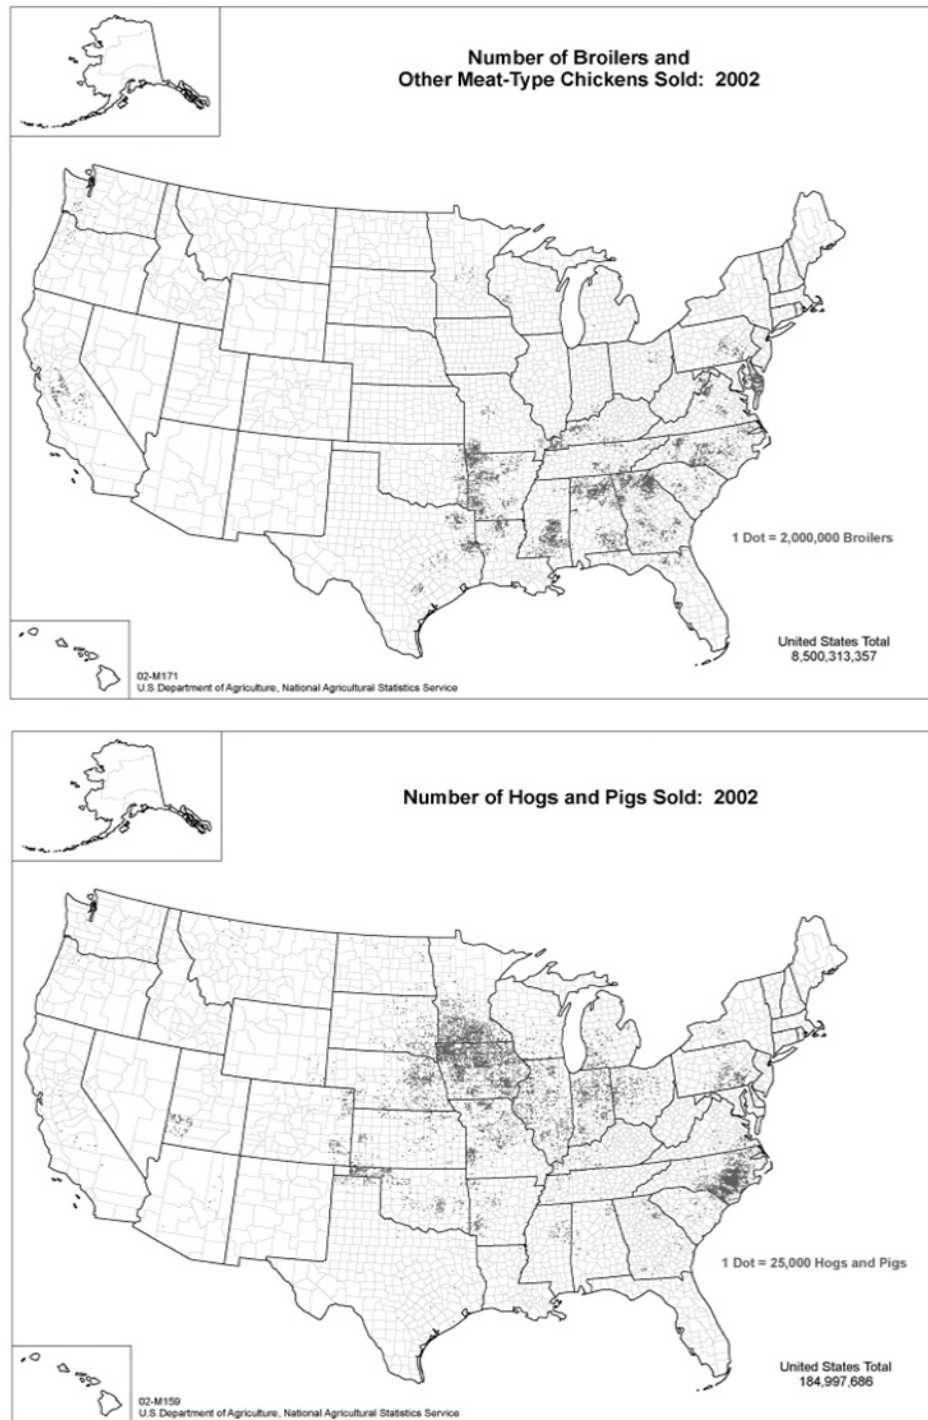 Number of Broilers and
Other Meat-Type Chickens Sold:  2002
1 Dot = 2,000,000 Broilers
United States Total
8,500,313,357
02-M171
U.S.Department of Agriculture, National Agricultural Statistics Service
Number of Hogs and Pigs Sold:  2002
1 Dot = 25,000 Hogs and Pigs
United States Total
184,997,686
02-M159
U.S.Department of Agriculture, National Agricultural Statistics Service